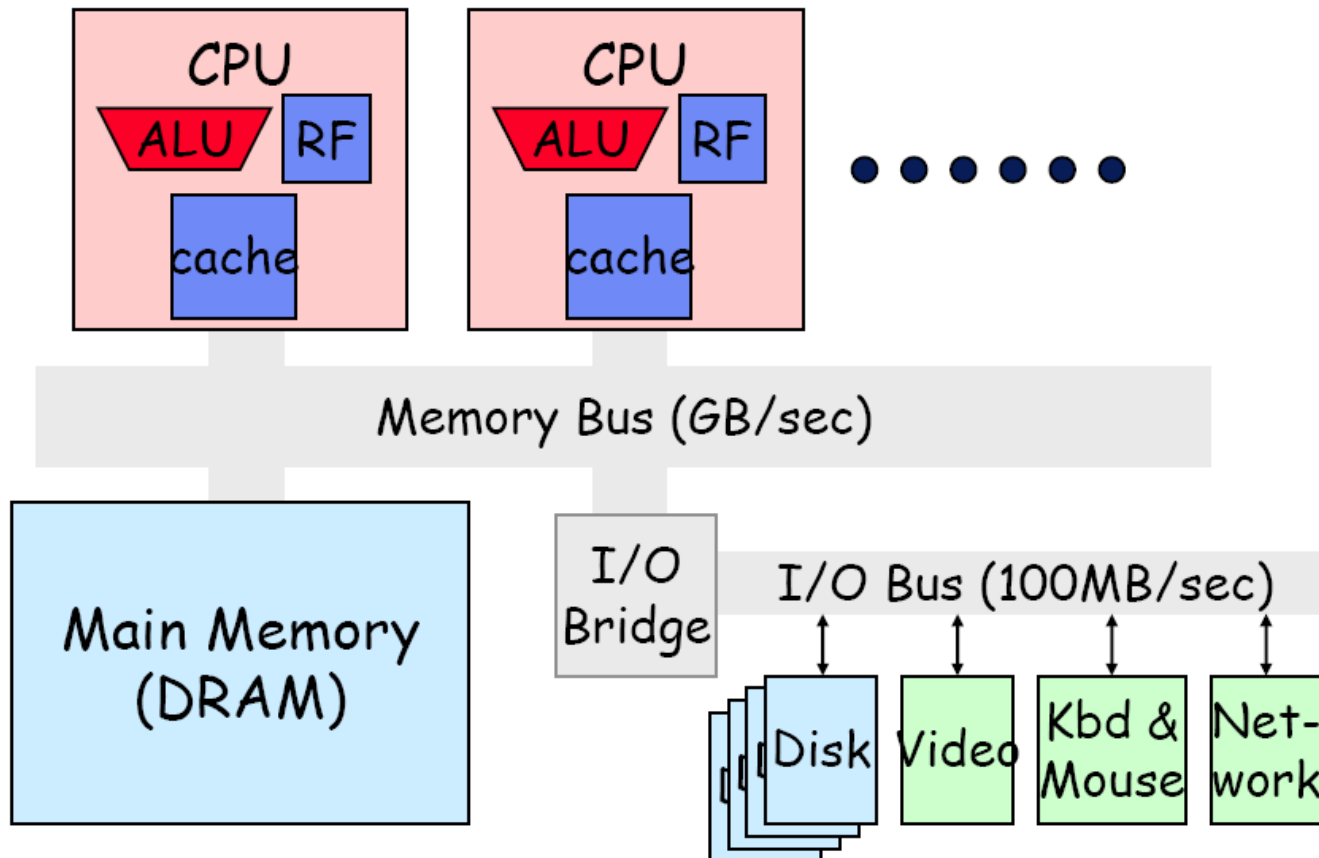 CPU
ALU
RF
cache
CPU
ALU
RF
cache
Memory Bus (GB/sec)
Main Memory
(DRAM)
I/O
Bridge
I/O Bus (100MB/sec)
Disk
Video
Kbd &
Mouse
Net-
work